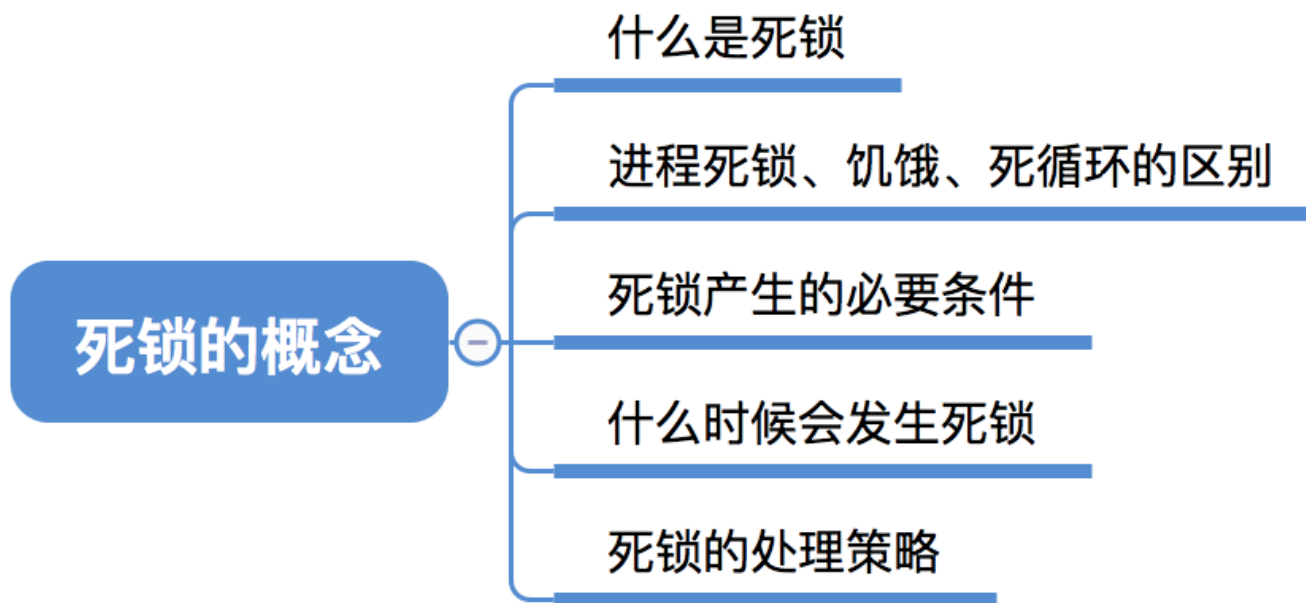 什么是死锁
进程死锁、饥饿、死循环的区别
死锁的概念
死锁产生的必要条件
什么时候会发生死锁
死锁的处理策略